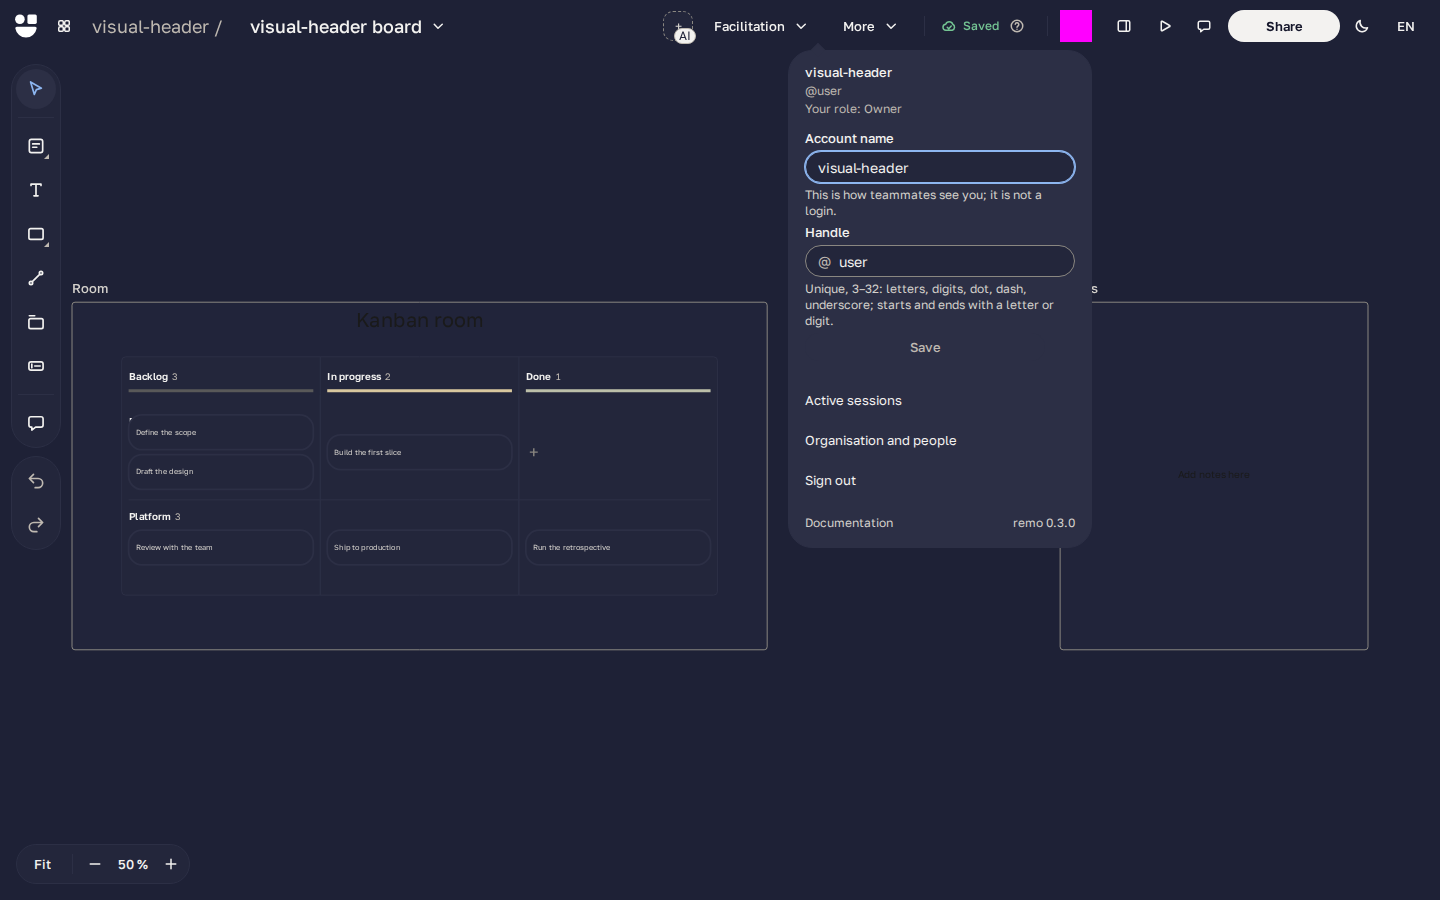 visual-header /
visual-header board
AI
Facilitation
More
Saved
Share
EN
visual-header
@user
Your role: Owner
Account name
visual-header
This is how teammates see you; it is not a
login.
Handle
@ user
Unique, 3–32: letters, digits, dot, dash,
underscore; starts and ends with a letter or
digit.
Save
Active sessions
Organisation and people
Sign out
Documentation
remo 0.3.0
Room
s
Kanban room
Backlog 3
In progress 2
Done 1
Define the scope
Build the first slice
Draft the design
Platform 3
Review with the team
Ship to production
Run the retrospective
Add notes here
Fit
50 %